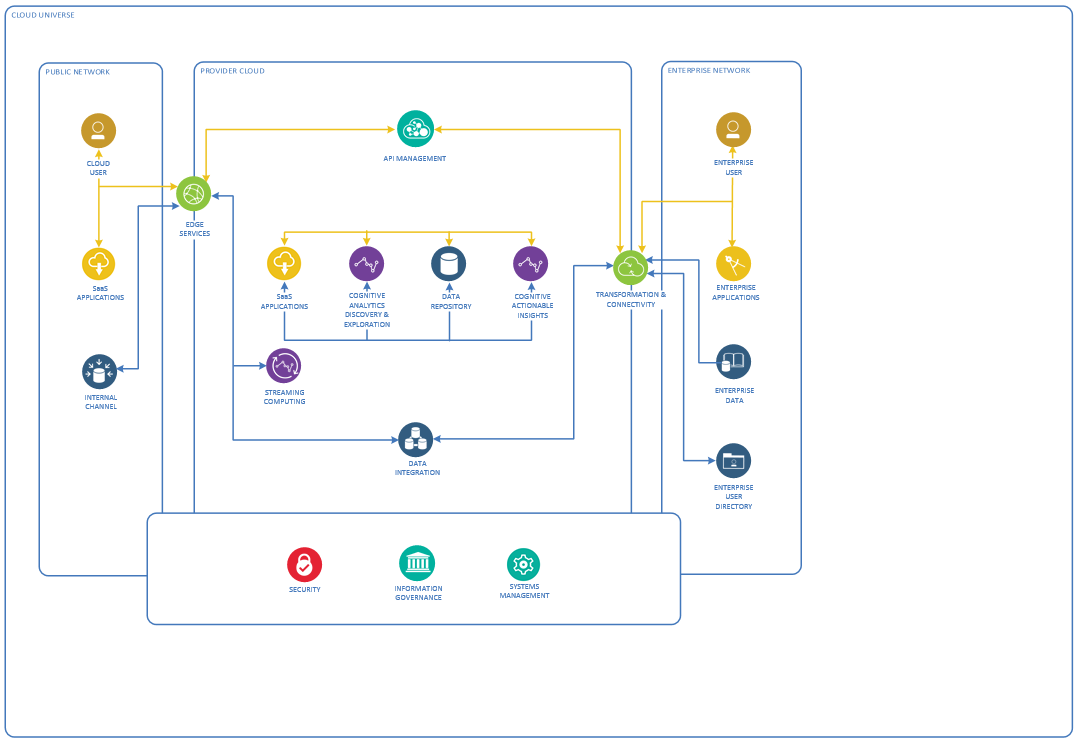 CLOUD UNIVERSE
PUBLIC NETWORK
PROVIDER CLOUD
ENTERPRISE NETWORK
CLOUD
USER
API MANAGEMENT
ENTERPRISE
USER
EDGE
SERVICES
SaaS
APPLICATIONS
SaaS
APPLICATIONS
COGNITIVE
ANALYTICS
DISCOVERY &
EXPLORATION
DATA
REPOSITORY
COGNITIVE
ACTIONABLE
INSIGHTS
TRANSFORMATION &
CONNECTIVITY
ENTERPRISE
APPLICATIONS
INTERNAL
CHANNEL
STREAMING
COMPUTING
ENTERPRISE
DATA
DATA
INTEGRATION
ENTERPRISE
USER
DIRECTORY
SECURITY
INFORMATION
GOVERNANCE
SYSTEMS
MANAGEMENT